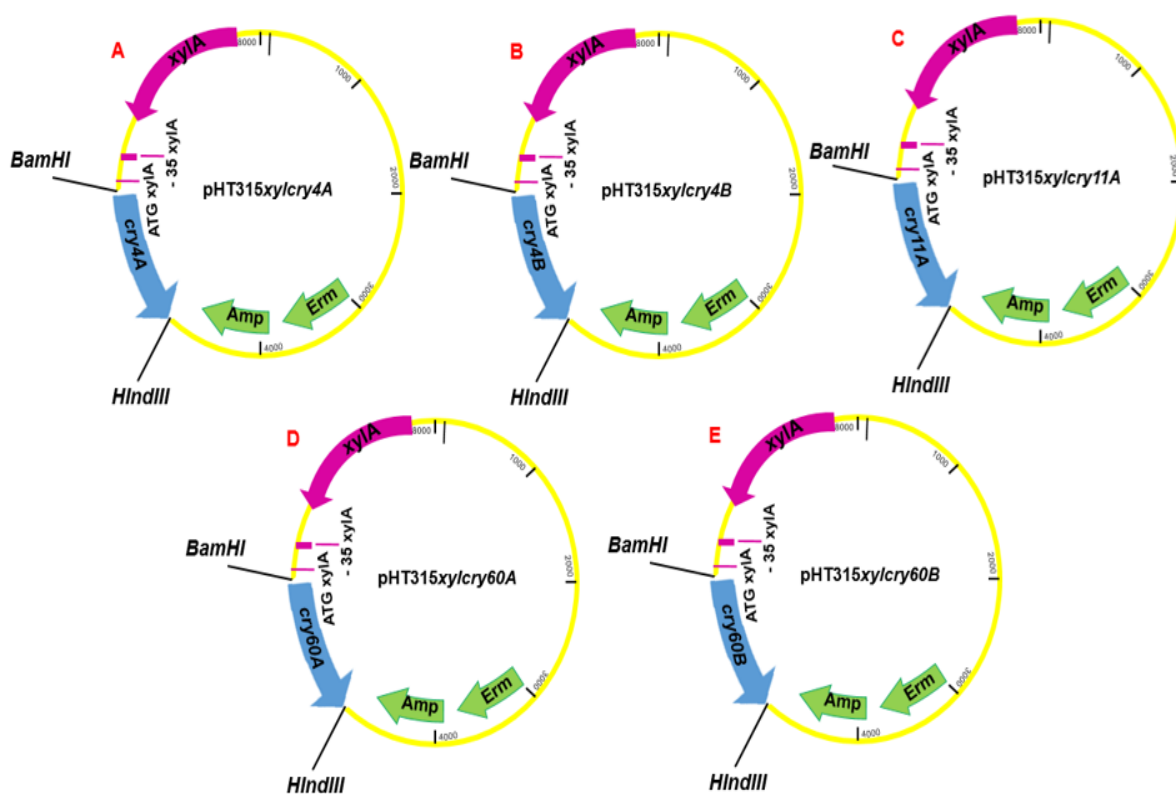 A
xylA
8000
1000
2000
3000
4000
BamHI
- 35 xylA
ATG xylA
pHT315xylcry4A
cry4A
Amp
Erm
HIndIII
B
xylA
8000
1000
2000
3000
4000
BamHI
- 35 xylA
ATG xylA
pHT315xylcry4B
cry4B
Amp
Erm
HIndIII
C
xylA
8000
1000
2000
3000
4000
BamHI
- 35 xylA
ATG xylA
pHT315xylcry11A
cry11A
Amp
Erm
HIndIII
D
xylA
8000
1000
2000
3000
4000
BamHI
- 35 xylA
ATG xylA
pHT315xylcry60A
cry60A
Amp
Erm
HIndIII
E
xylA
8000
1000
2000
3000
4000
BamHI
- 35 xylA
ATG xylA
pHT315xylcry60B
cry60B
Amp
Erm
HIndIII